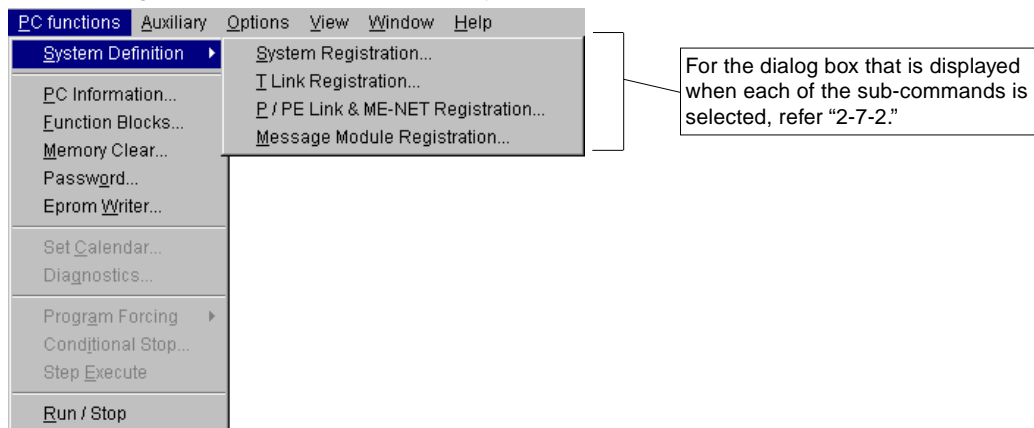 PC functions Auxiliary Options View Window Help
System Definition
System Registration...
T Link Registration...
P / PE Link & ME-NET Registration...
Message Module Registration...
PC Information...
Function Blocks...
Memory Clear...
Password...
Eprom Writer...
Set Calendar...
Diagnostics...
Program Forcing
Conditional Stop...
Step Execute
Run / Stop
For the dialog box that is displayed
when each of the sub-commands is
selected, refer “2-7-2.”